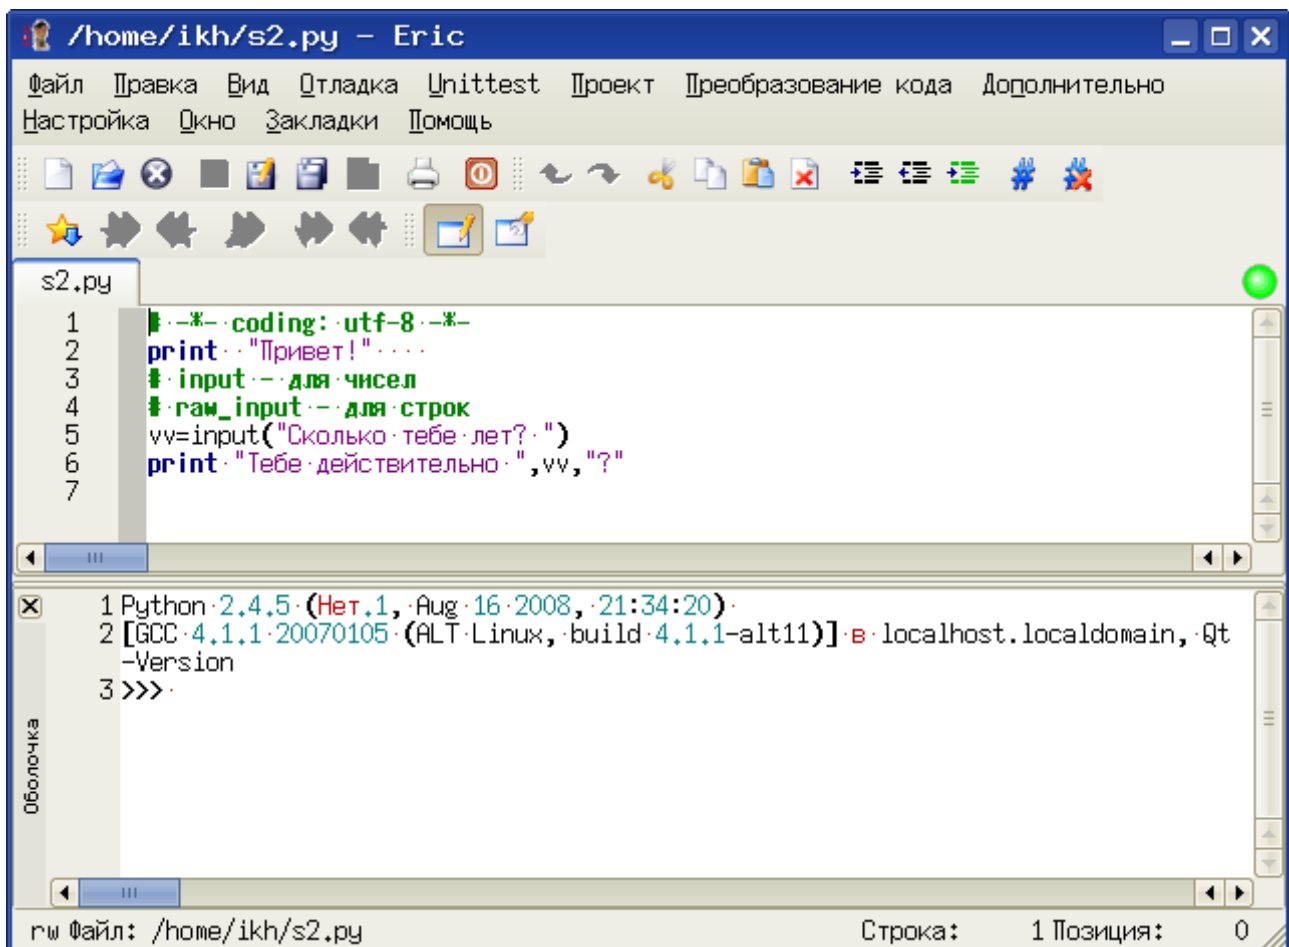 /home/ikh/s2.py - Eric
Файл Правка Вид Отладка Unittest Проект Преобразование кода Дополнительно
Настройка Окно Закладки Помощь
s2.py
1 # -*- coding: utf-8 -*-
2 print  "Привет!"
3 # input - для чисел
4 # raw_input - для строк
5 vv=input("Сколько тебе лет? ")
6 print "Тебе действительно ",vv,"?"
7
1 Python 2.4.5 (Нет.1, Aug 16 2008, 21:34:20)
2 [GCC 4.1.1 20070105 (ALT Linux, build 4.1.1-alt11)] в localhost.localdomain, Qt
-Version
3 >>>
Оболочка
rw Файл: /home/ikh/s2.py Строка: 1 Позиция: 0